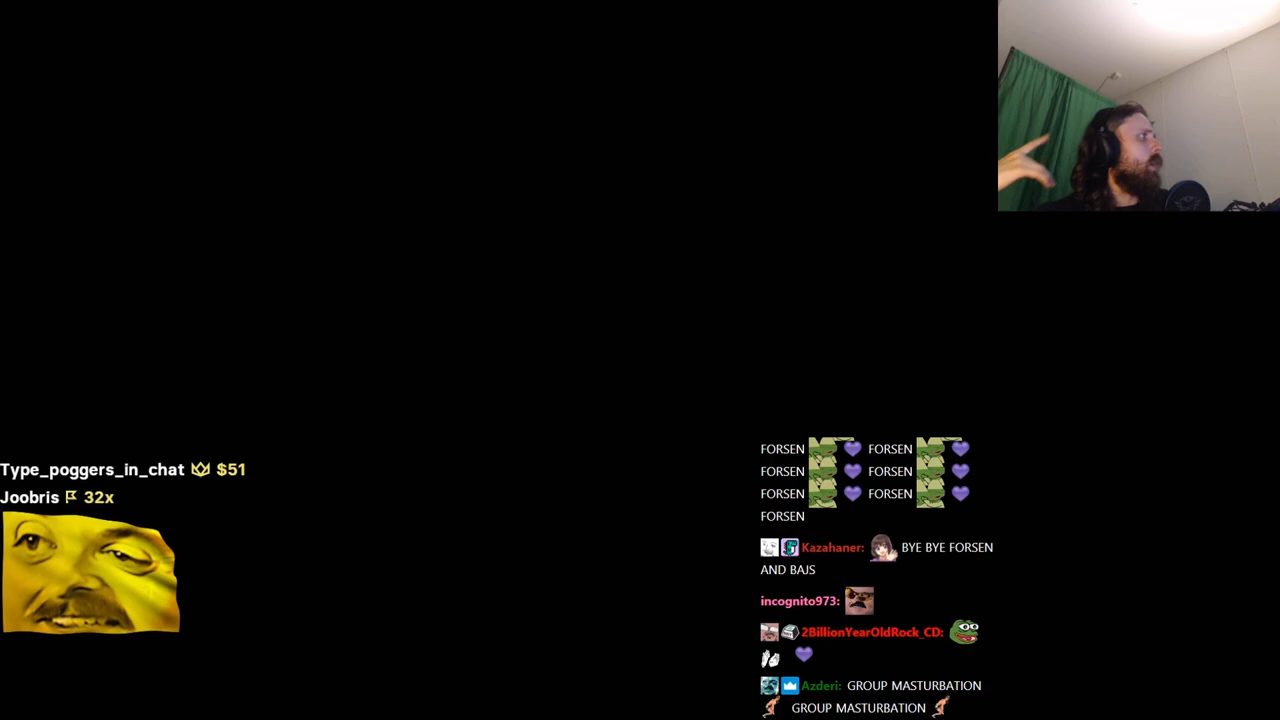 Type_poggers_in_chat $51
Joobris 32x
FORSEN FORSEN
FORSEN FORSEN
FORSEN FORSEN
FORSEN
Kazahaner: BYE BYE FORSEN
AND BAJS
incognito973:
2BillionYearOldRock_CD:
Azderi: GROUP MASTURBATION
GROUP MASTURBATION